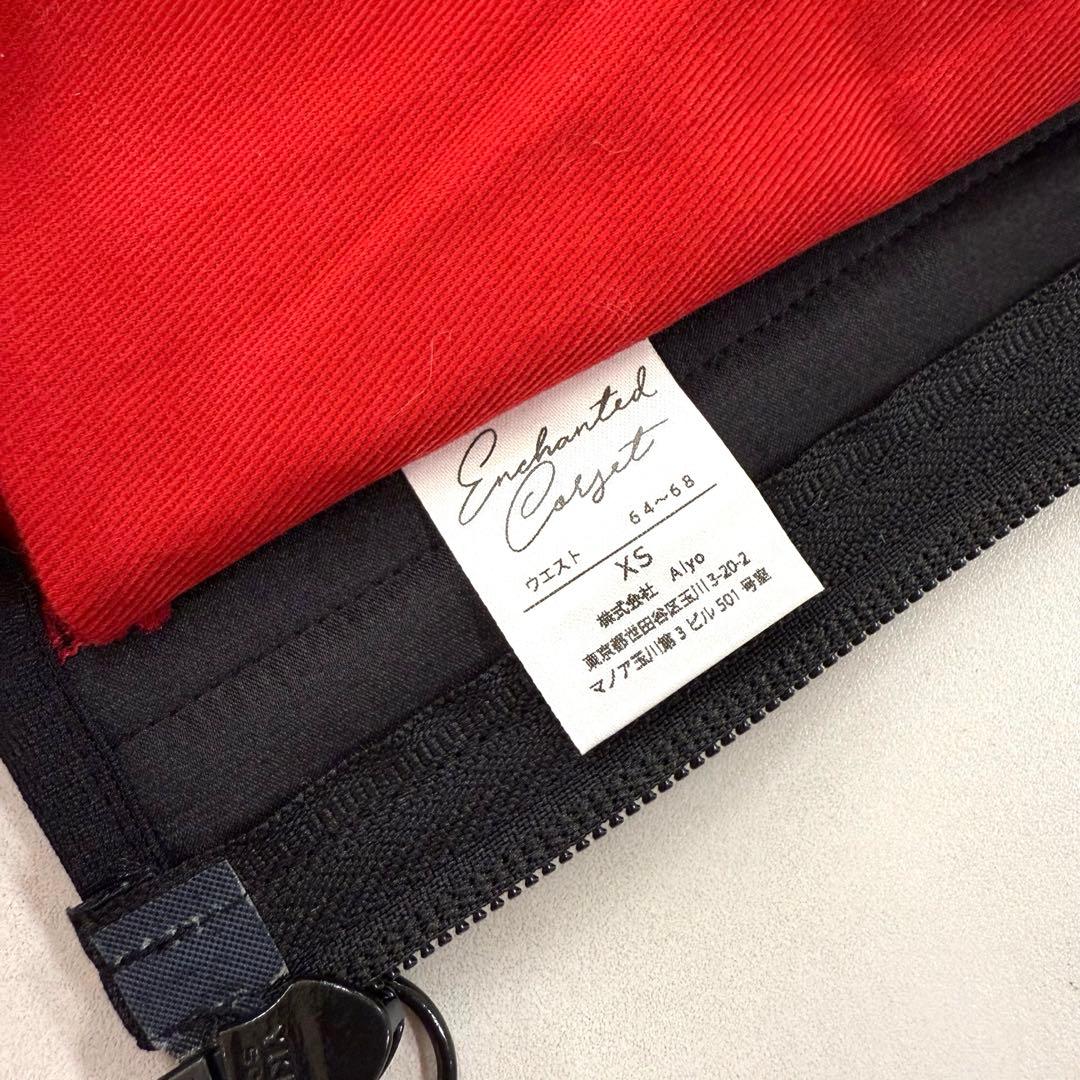 Enchanted
Corset
ウエスト 64～68
XS
株式会社 Alyo
東京都世田谷区玉川3-20-2
マノア玉川第3ビル501号室